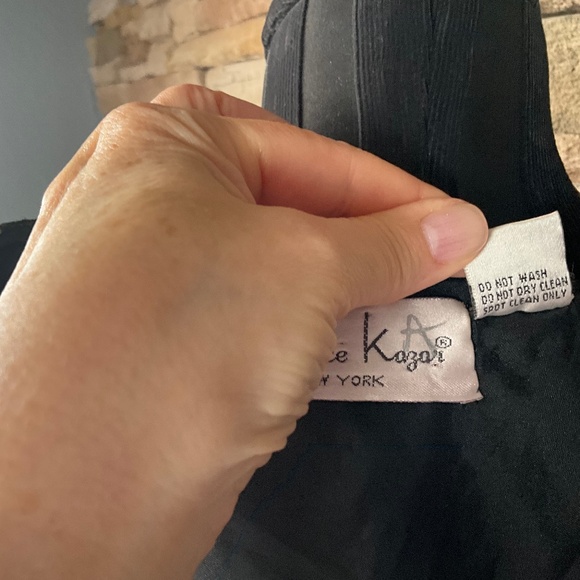 DO NOT WASH
DO NOT DRY CLEAN
SPOT CLEAN ONLY
Kazar®
YORK